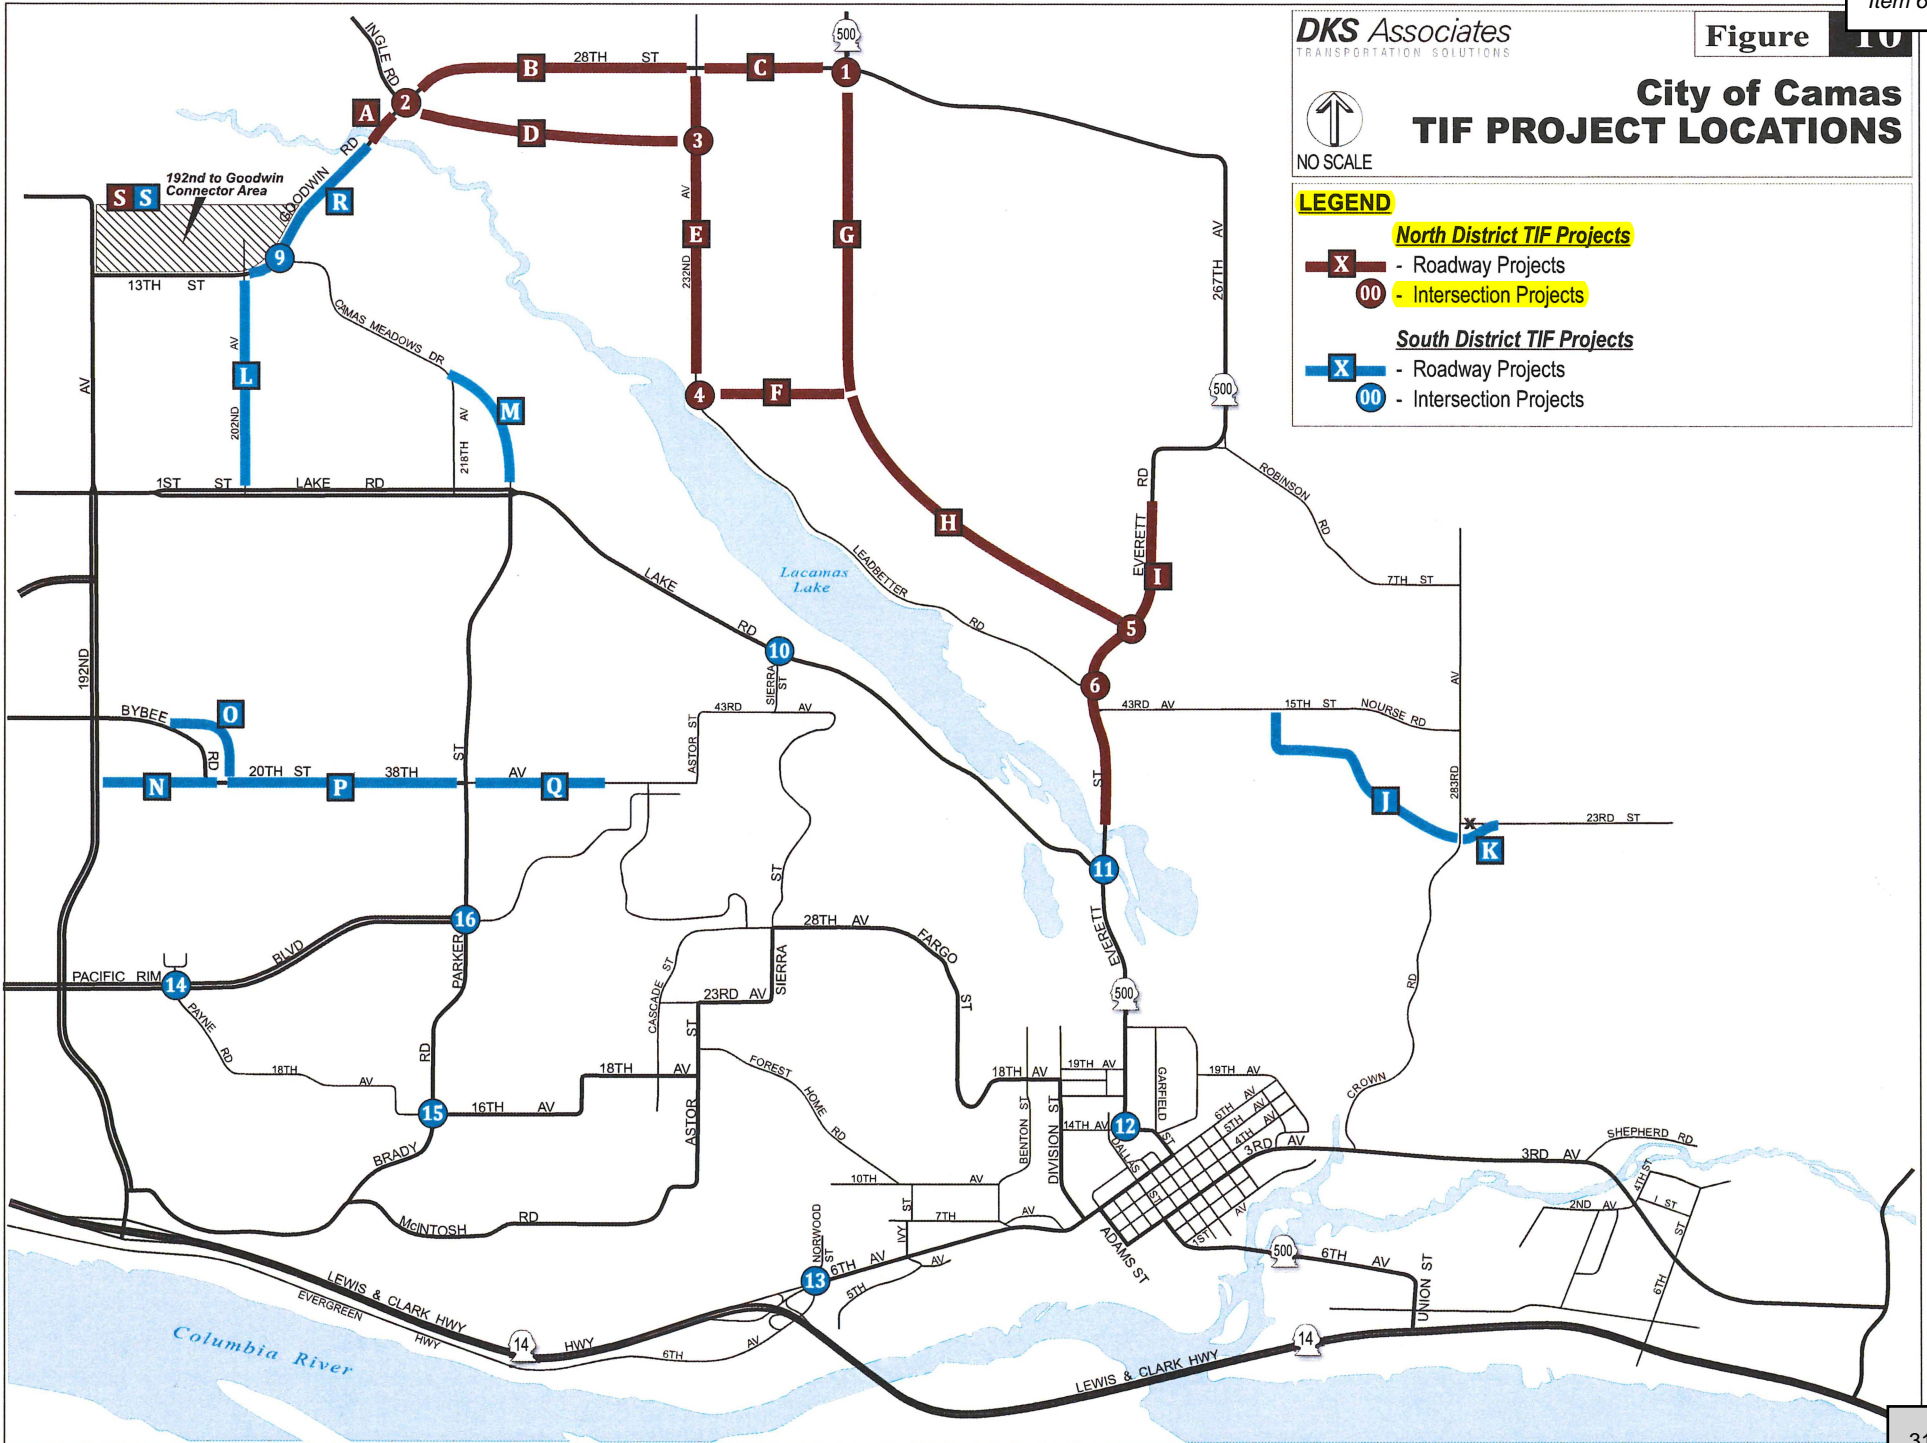 Item 6
DKS Associates
TRANSPORTATION SOLUTIONS
Figure 10
City of Camas
TIF PROJECT LOCATIONS
NO SCALE
LEGEND
North District TIF Projects
X - Roadway Projects
00 - Intersection Projects
South District TIF Projects
X - Roadway Projects
00 - Intersection Projects
INGLE RD
500
B
28TH ST
C
1
2
A
D
3
RD
192nd to Goodwin
Connector Area
S S
GOODWIN
R
AV
E
G
232ND
267TH AV
9
13TH ST
CAMAS MEADOWS DR
AV
L
202ND
AV
M
218TH AV
4
F
500
1ST ST LAKE RD
H
EVERETT RD
ROBINSON RD
7TH ST
I
LAKE RD
Lacamas
Lake
LEADBETTER RD
5
6
10
SIERRA ST
192ND
BYBEE RD
O
43RD AV
ASTOR ST
43RD AV
15TH ST
NOURSE RD
AV
283RD
N
20TH ST
P
38TH AV
Q
ST
ST
J
23RD ST
x
K
11
ST
16
28TH AV
FARGO ST
EVERETT
PACIFIC RIM BLVD
14
PARKER
CASCADE ST
SIERRA
500
RD
23RD AV
ST
PAYNE RD
18TH AV
RD
15
16TH AV
18TH AV
ASTOR
FOREST HOME RD
18TH AV
19TH AV
GARFIELD ST
19TH AV
CROWN
6TH AV
5TH AV
4TH AV
3RD AV
BENTON ST
DIVISION ST
14TH AV
12
DALLAS ST
BRADY
McINTOSH RD
10TH AV
7TH AV
IVY ST
NORWOOD ST
13
6TH AV
5TH AV
ADAMS ST
1ST AV
3RD AV
SHEPHERD RD
4TH ST
I ST
2ND AV
ST
6TH
500
6TH AV
UNION ST
LEWIS & CLARK HWY
EVERGREEN HWY
14
HWY
6TH AV
Columbia River
LEWIS & CLARK HWY
14
31